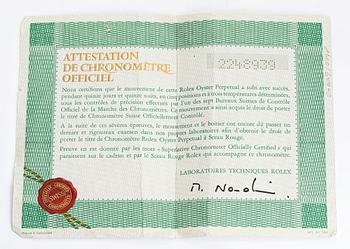 ATTESTATION
DE CHRONOMÈTRE
OFFICIEL
2248939
Nous certifions que le mouvement de cette Rolex Oyster Perpetual a subi avec succès,
pendant quinze jours et quinze nuits, en cinq positions et à trois températures déterminées,
sous les contrôles de précision effectués par l'un des sept Bureaux Suisses de Contrôle
Officiel de la Marche des Chronomètres. Ce mouvement a ainsi acquis le droit de porter
le titre de Chronomètre Suisse Officiellement Contrôlé.
A la suite de ces sévères épreuves, le mouvement et le boîtier ont encore dû passer un
dernier et rigoureux examen dans nos propres laboratoires afin d'obtenir le droit de
porter le titre de Chronomètre Rolex Oyster Perpetual à Sceau Rouge.
Preuve en est donnée par les mots « Superlative Chronometer Officially Certified » qui
paraissent sur le cadran et par le Sceau Rouge Rolex qui accompagne ce chronomètre.
LABORATOIRES TECHNIQUES ROLEX
SWISS